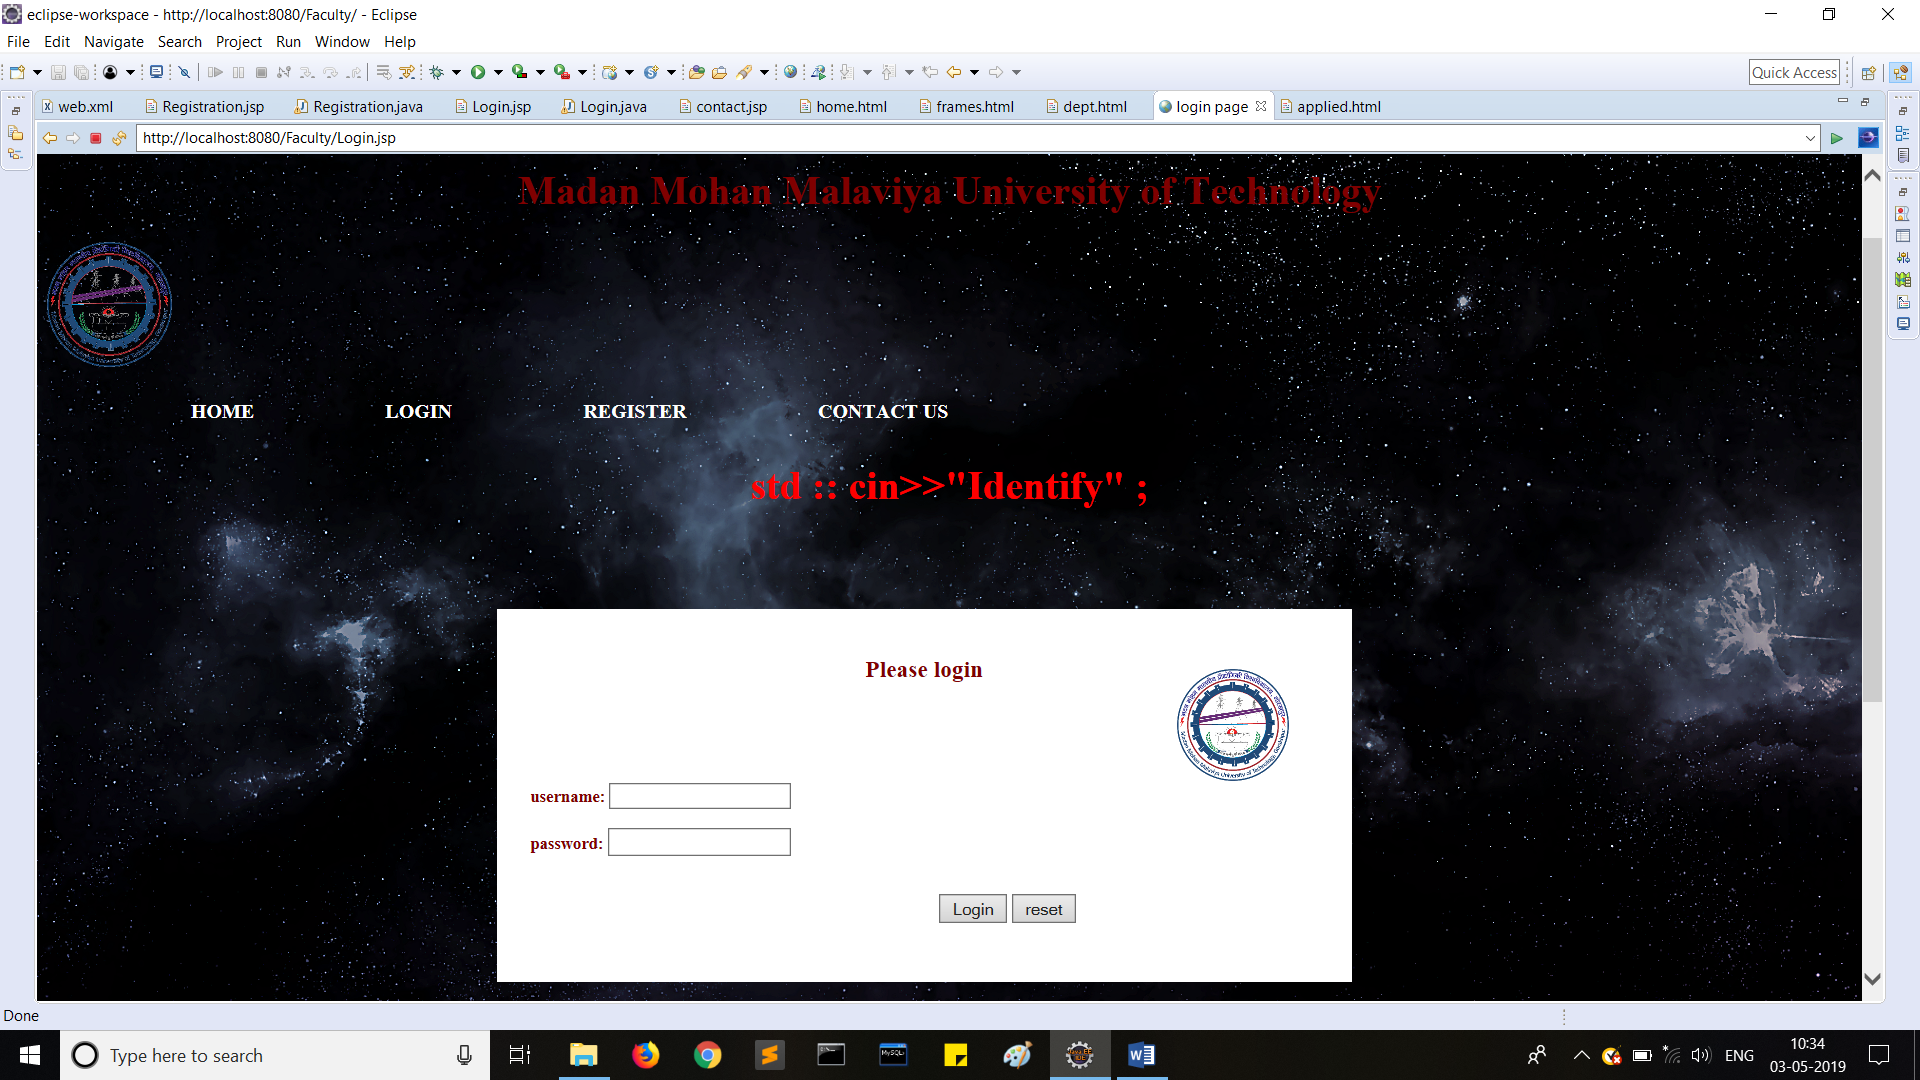 eclipse-workspace - http://localhost:8080/Faculty/ - Eclipse
File Edit Navigate Search Project Run Window Help
Quick Access
web.xml Registration.jsp Registration.java Login.jsp Login.java contact.jsp home.html frames.html dept.html login page applied.html
http://localhost:8080/Faculty/Login.jsp
Madan Mohan Malaviya University of Technology
HOME LOGIN REGISTER CONTACT US
std :: cin>>"Identify" ;
Please login
username:
password:
Login reset
Done
Type here to search
ENG
10:34
03-05-2019